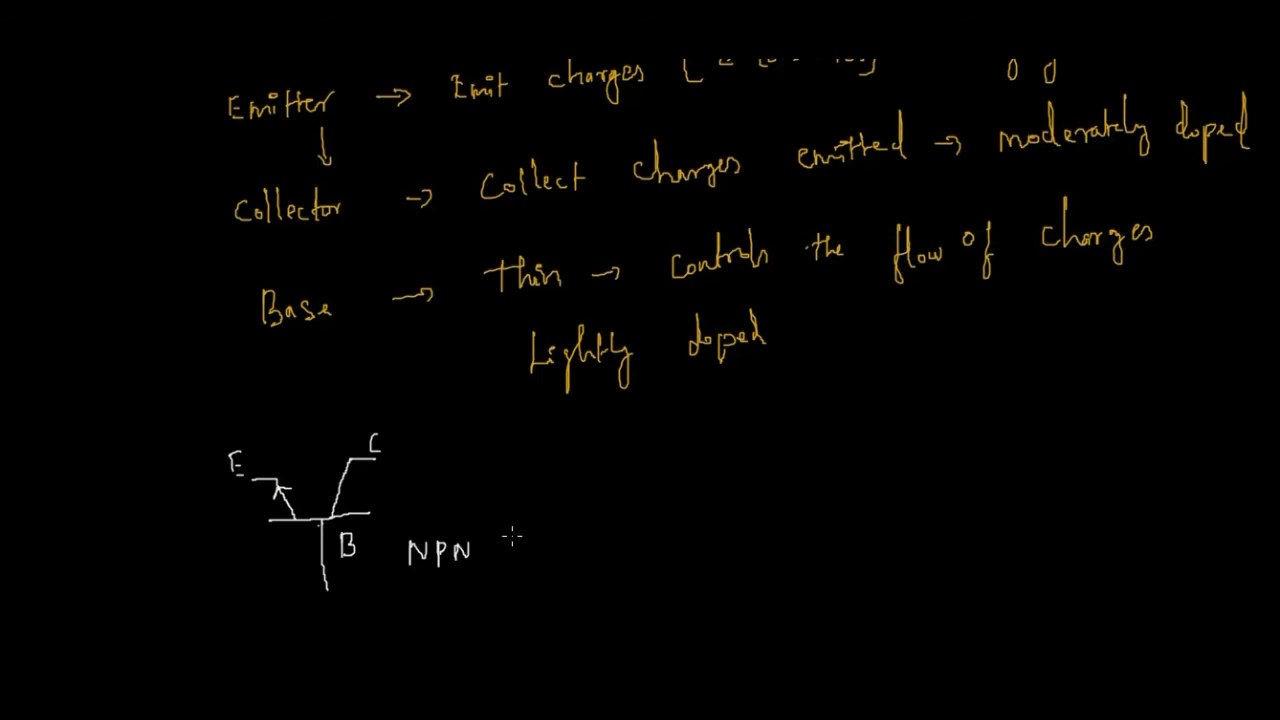 Emitter → Emit charges [
Collector → Collect charges emitted → moderately doped
Base → Thin → Controls the flow of charges
Lightly doped
E C
B NPN